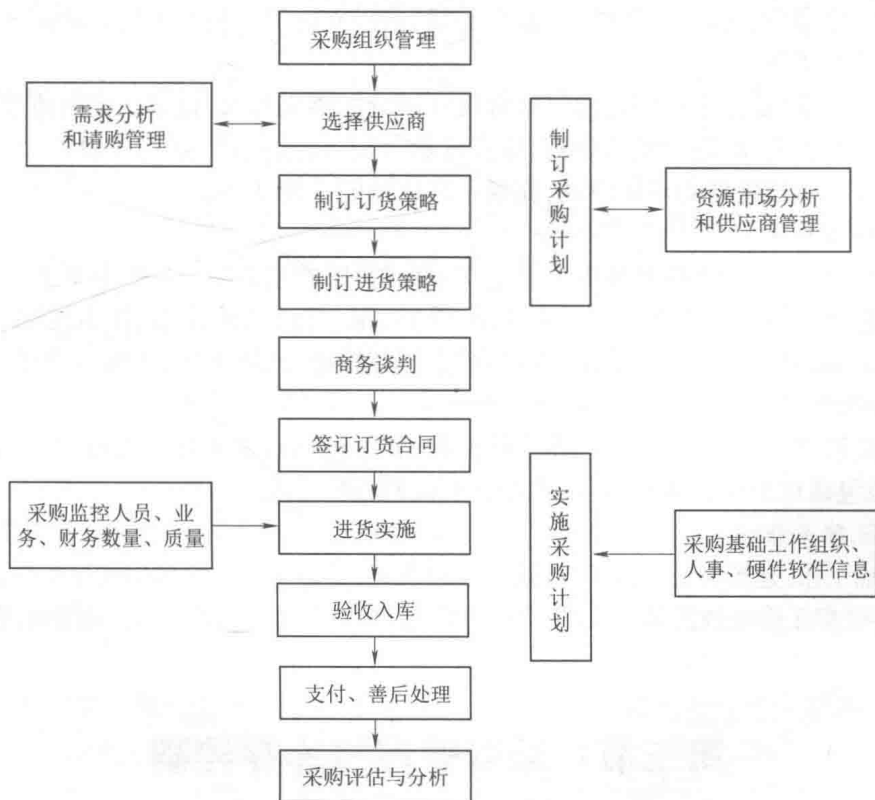 采购组织管理
需求分析
和请购管理
选择供应商
制订采购计划
资源市场分析
和供应商管理
制订订货策略
制订进货策略
商务谈判
签订订货合同
采购监控人员、业
务、财务数量、质量
进货实施
实施采购计划
采购基础工作组织、
人事、硬件软件信息
验收入库
支付、善后处理
采购评估与分析